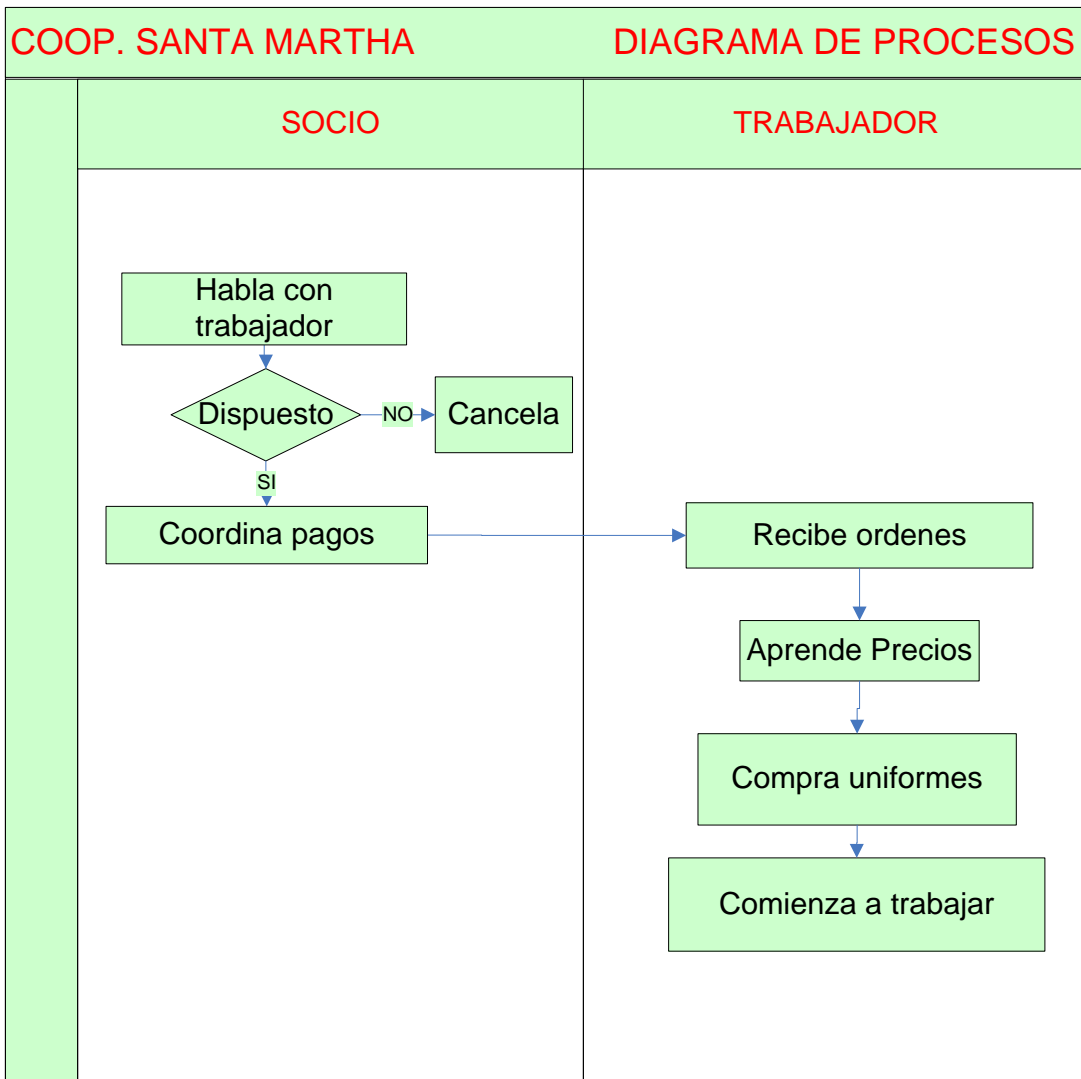 COOP. SANTA MARTHA DIAGRAMA DE PROCESOS
SOCIO
TRABAJADOR
Habla con
trabajador
Dispuesto
NO
Cancela
SI
Coordina pagos
Recibe ordenes
Aprende Precios
Compra uniformes
Comienza a trabajar